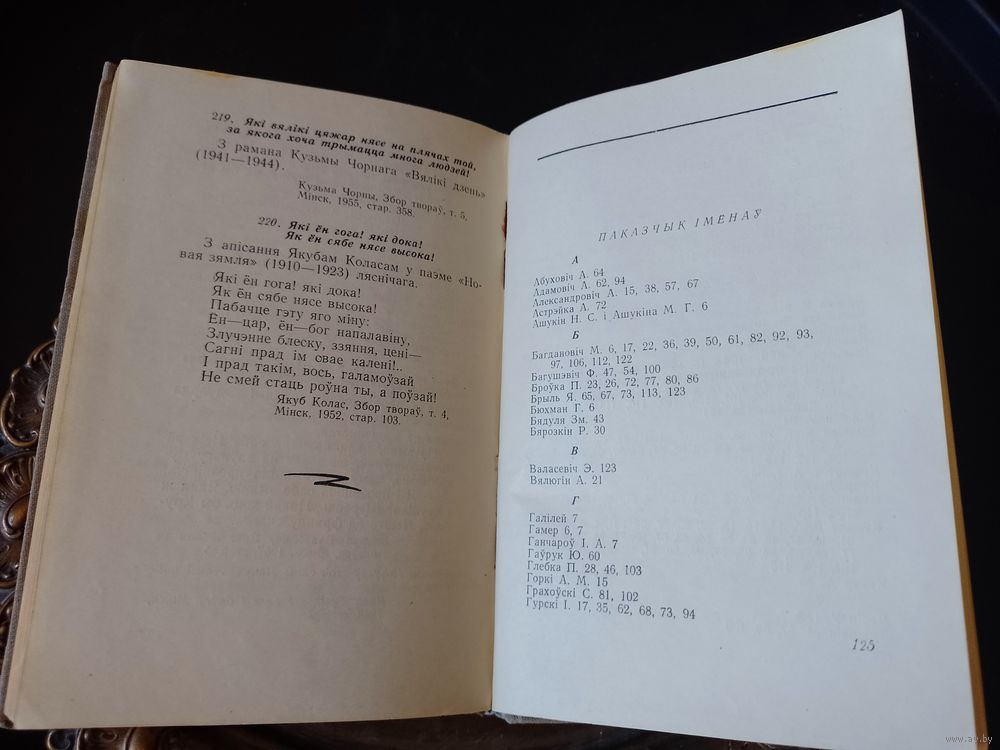 219. Які вялікі цяжар нясе на плячах той,
за якога хоча трымацца многа людзей!
З рамана Кузьмы Чорнага «Вялікі дзень»
(1941—1944).
Кузьма Чорны, Збор твораў, т. 5,
Мінск, 1955, стар. 358.
220. Які ён гога! які дока!
Як ён сябе нясе высока!
З апісання Якубам Коласам у паэме «Но-
вая зямля» (1910—1923) ляснічага.
Які ён гога! які дока!
Як ён сябе нясе высока!
Пабачце гэту яго міну:
Ён—цар, ён—бог напалавіну,
Злучэнне блеску, ззяння, цені—
Сагні прад ім свае калені!..
І прад такім, вось, галамоўзай
Не смей стаць роўна ты, а поўзай!
Якуб Колас, Збор твораў, т. 4,
Мінск, 1952, стар. 103.
ПАКАЗЧЫК ІМЕНАЎ
А
Абуховіч А. 64
Адамовіч А. 62, 94
Александровіч А. 15, 38, 57, 67
Астрэйка А. 72
Ашукін Н. С. і Ашукіна М. Г. 6
Б
Багдановіч М. 6, 17, 22, 36, 39, 50, 61, 82, 92, 93,
97, 106, 112, 122
Багушэвіч Ф. 47, 54, 100
Броўка П. 23, 26, 72, 77, 80, 86
Брыль Я. 65, 67, 73, 113, 123
Бюхман Г. 6
Бядуля Зм. 43
Бярозкін Р. 30
В
Валасевіч Э. 123
Вялюгін А. 21
Г
Галілей 7
Гамер 6, 7
Ганчароў І. А. 7
Гаўрук Ю. 60
Глебка П. 28, 46, 103
Горкі А. М. 15
Грахоўскі С. 81, 102
Гурскі І. 17, 35, 62, 68, 73, 94
125
www.ay.by